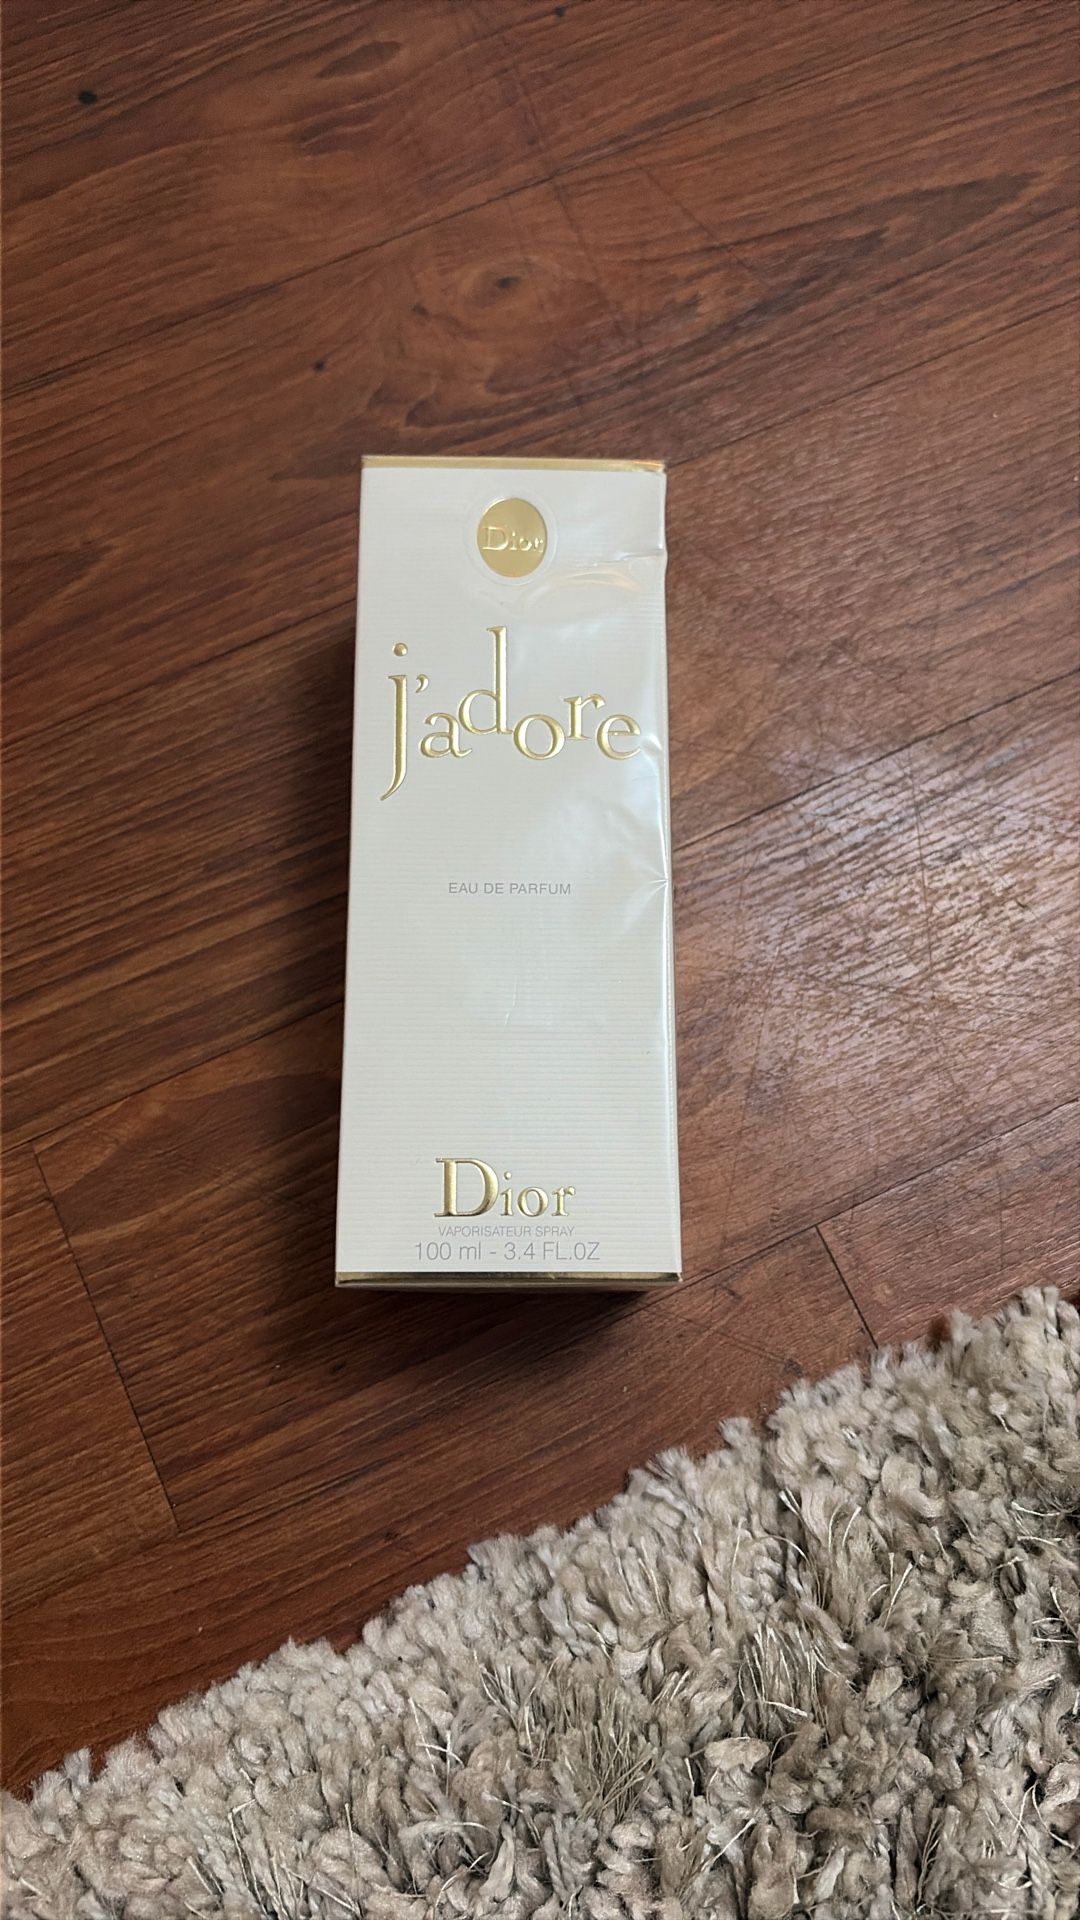 Dior
j'adore
EAU DE PARFUM
Dior
VAPORISATEUR SPRAY
100 ml - 3.4 FL.OZ